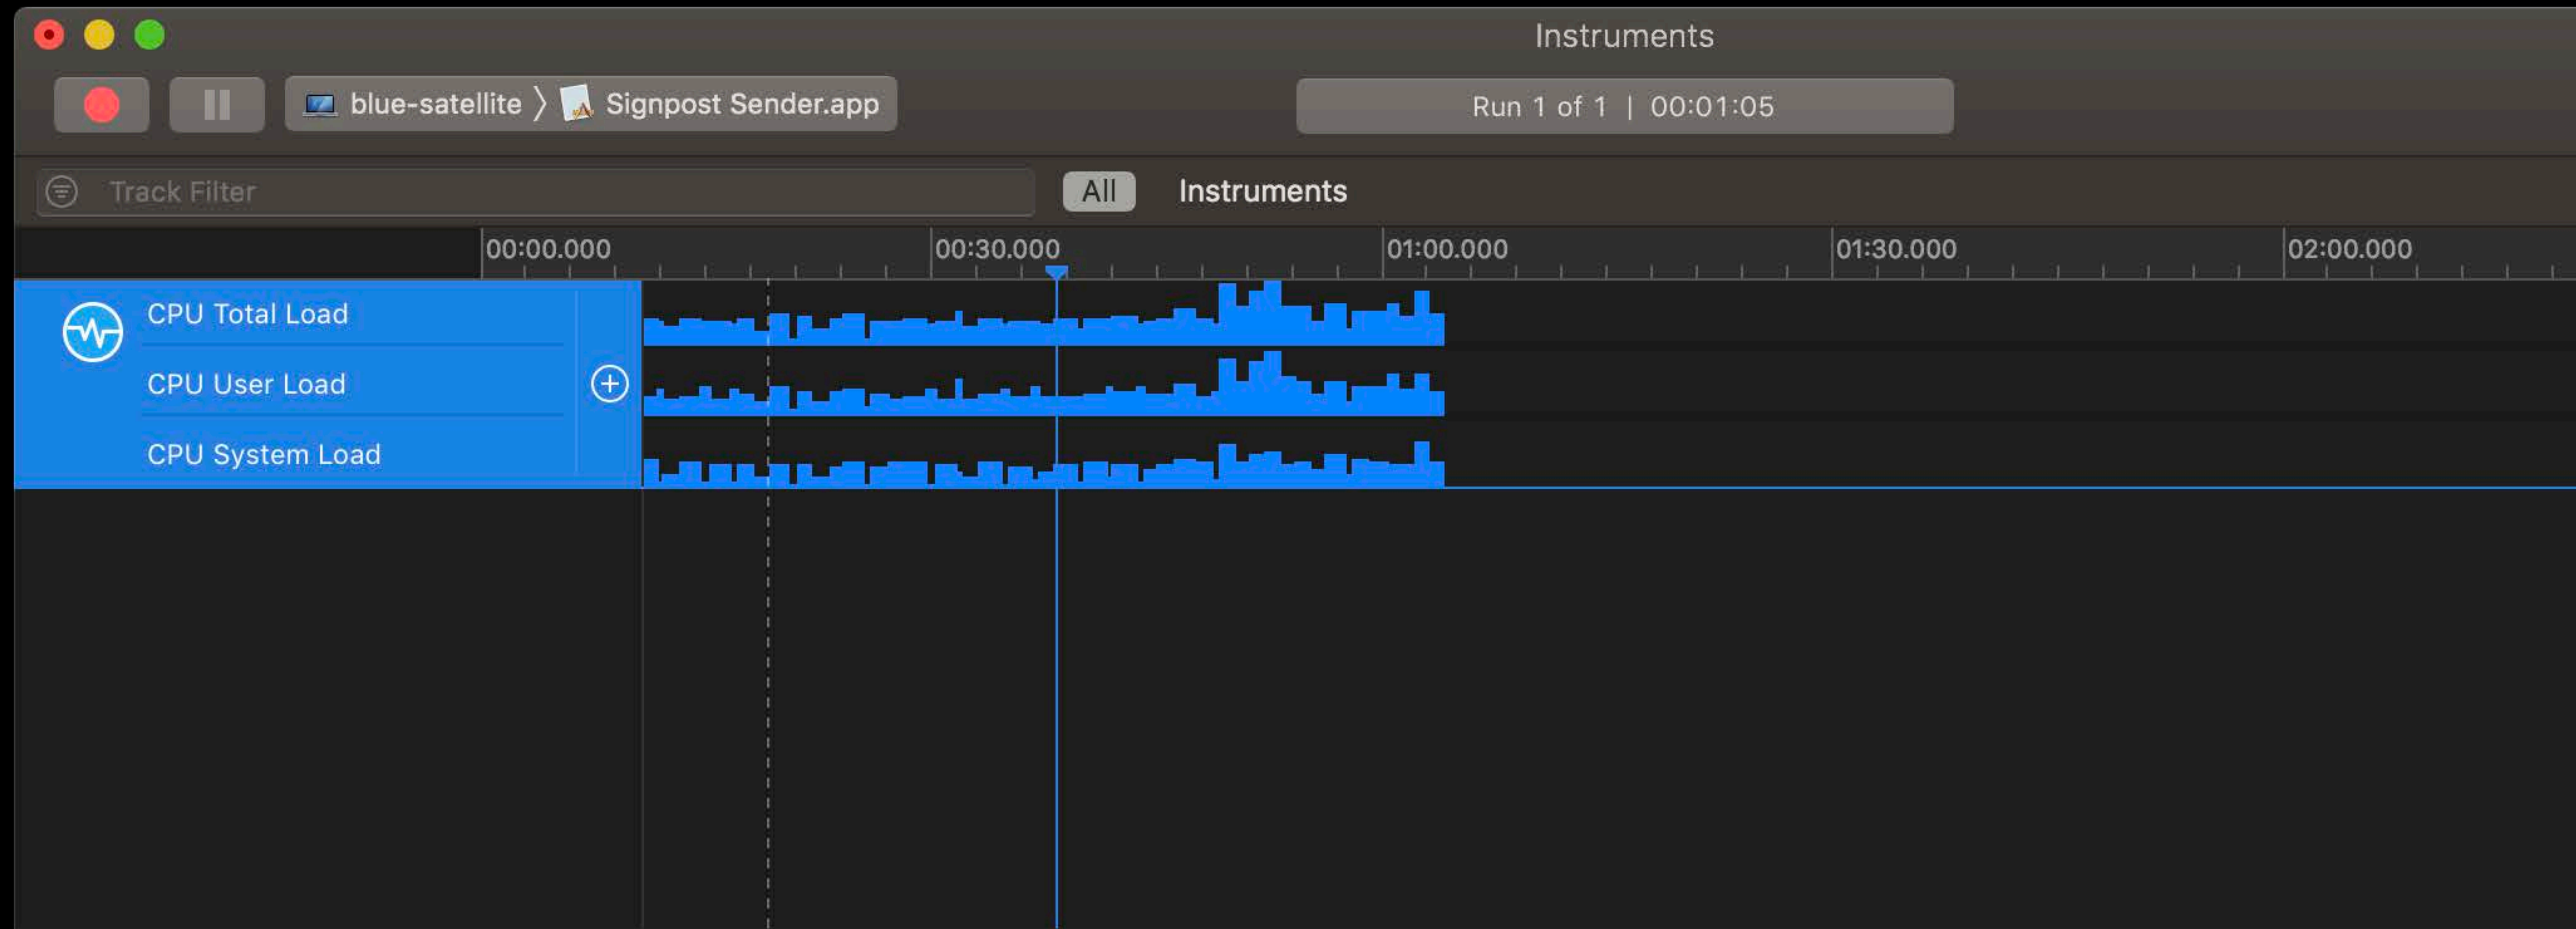 Instruments
blue-satellite 〉 Signpost Sender.app
Run 1 of 1 | 00:01:05
Track Filter
All Instruments
00:00.000 00:30.000 01:00.000 01:30.000 02:00.000
CPU Total Load
CPU User Load
CPU System Load